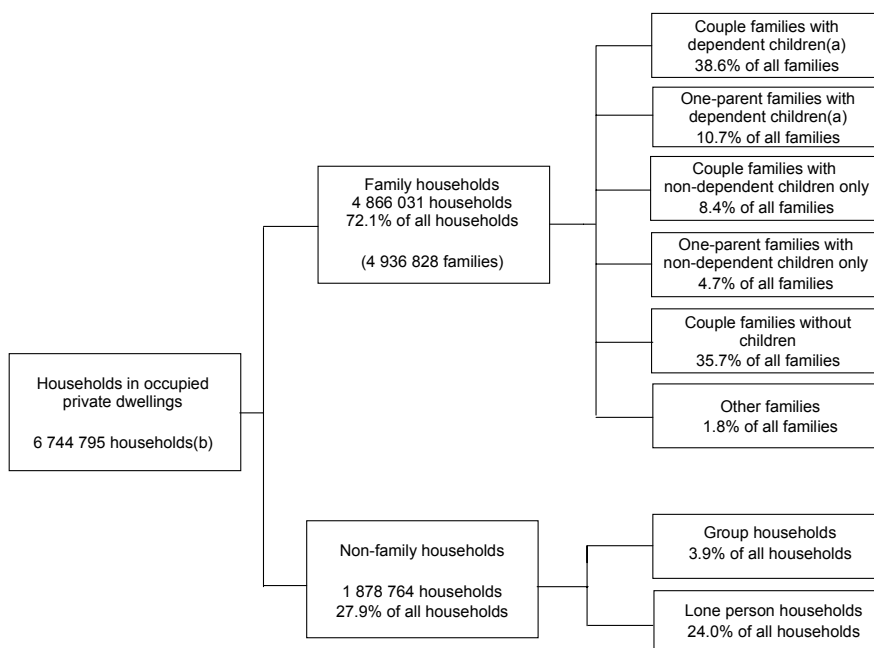 Couple families with
dependent children(a)
38.6% of all families
One-parent families with
dependent children(a)
10.7% of all families
Couple families with
non-dependent children only
8.4% of all families
One-parent families with
non-dependent children only
4.7% of all families
Couple families without
children
35.7% of all families
Other families
1.8% of all families
Family households
4 866 031 households
72.1% of all households
(4 936 828 families)
Households in occupied
private dwellings
6 744 795 households(b)
Non-family households
1 878 764 households
27.9% of all households
Group households
3.9% of all households
Lone person households
24.0% of all households